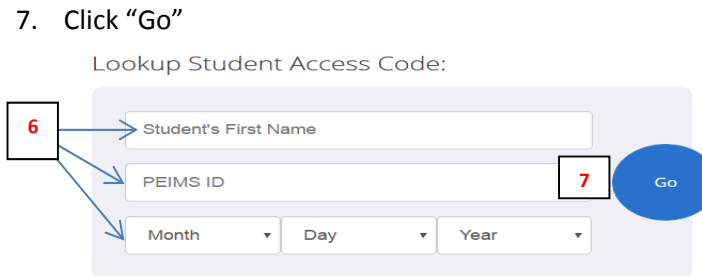 7. Click “Go”
Lookup Student Access Code:
6
Student's First Name
PEIMS ID
7
Go
Month Day Year